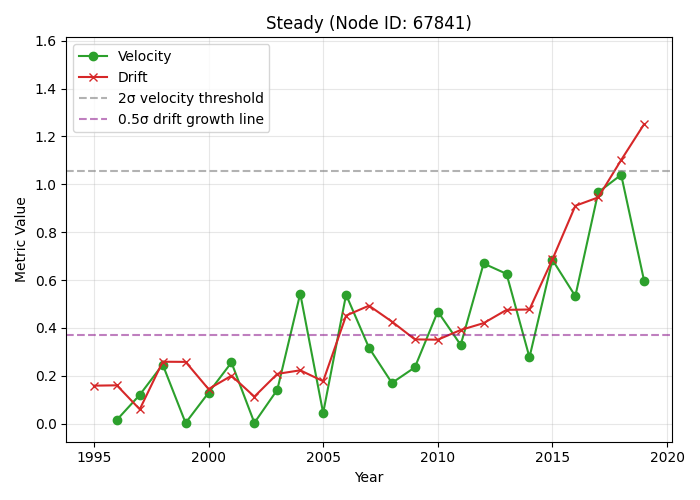 Steady (Node ID: 67841)
Velocity
Drift
2σ velocity threshold
0.5σ drift growth line
Metric Value
1.6
1.4
1.2
1.0
0.8
0.6
0.4
0.2
0.0
1995 2000 2005 2010 2015 2020
Year